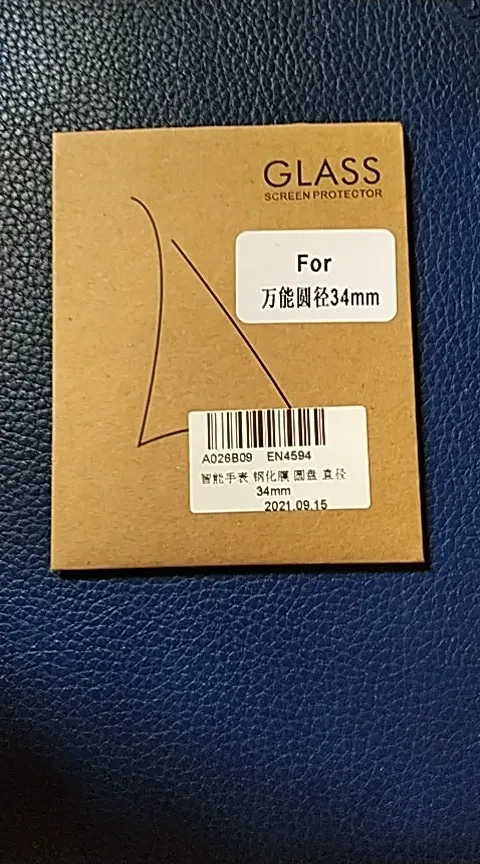 GLASS
SCREEN PROTECTOR
For
万能圆径34mm
A026B09 EN4594
智能手表 钢化膜 圆盘 直径
34mm
2021.09.15